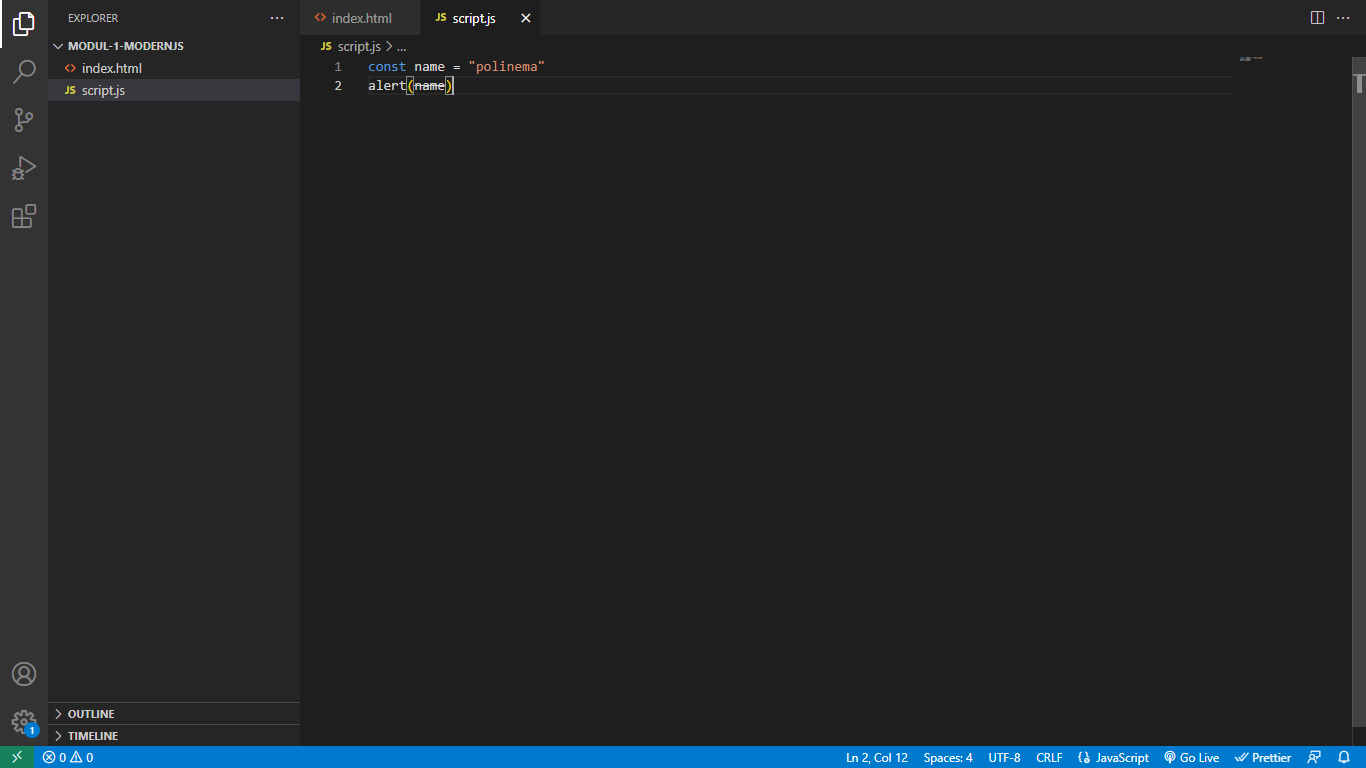 EXPLORER
MODUL-1-MODERNJS
index.html
JS script.js
OUTLINE
TIMELINE
index.html
JS script.js
JS script.js > ...
1 const name = "polinema"
2 alert(name)
1
0 0
Ln 2, Col 12 Spaces: 4 UTF-8 CRLF JavaScript Go Live Prettier